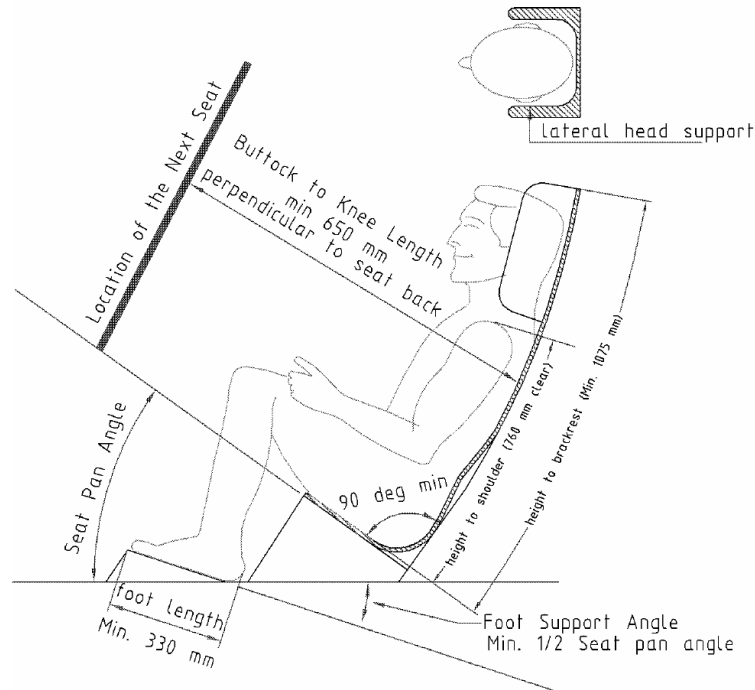 lateral head support
Location of the Next Seat
Buttock to Knee Length
min 650 mm
perpendicular to seat back
Seat Pan Angle
90 deg min
height to shoulder (760 mm clear)
height to brackrest (Min. 1075 mm)
foot length
Min. 330 mm
Foot Support Angle
Min. 1/2 Seat pan angle